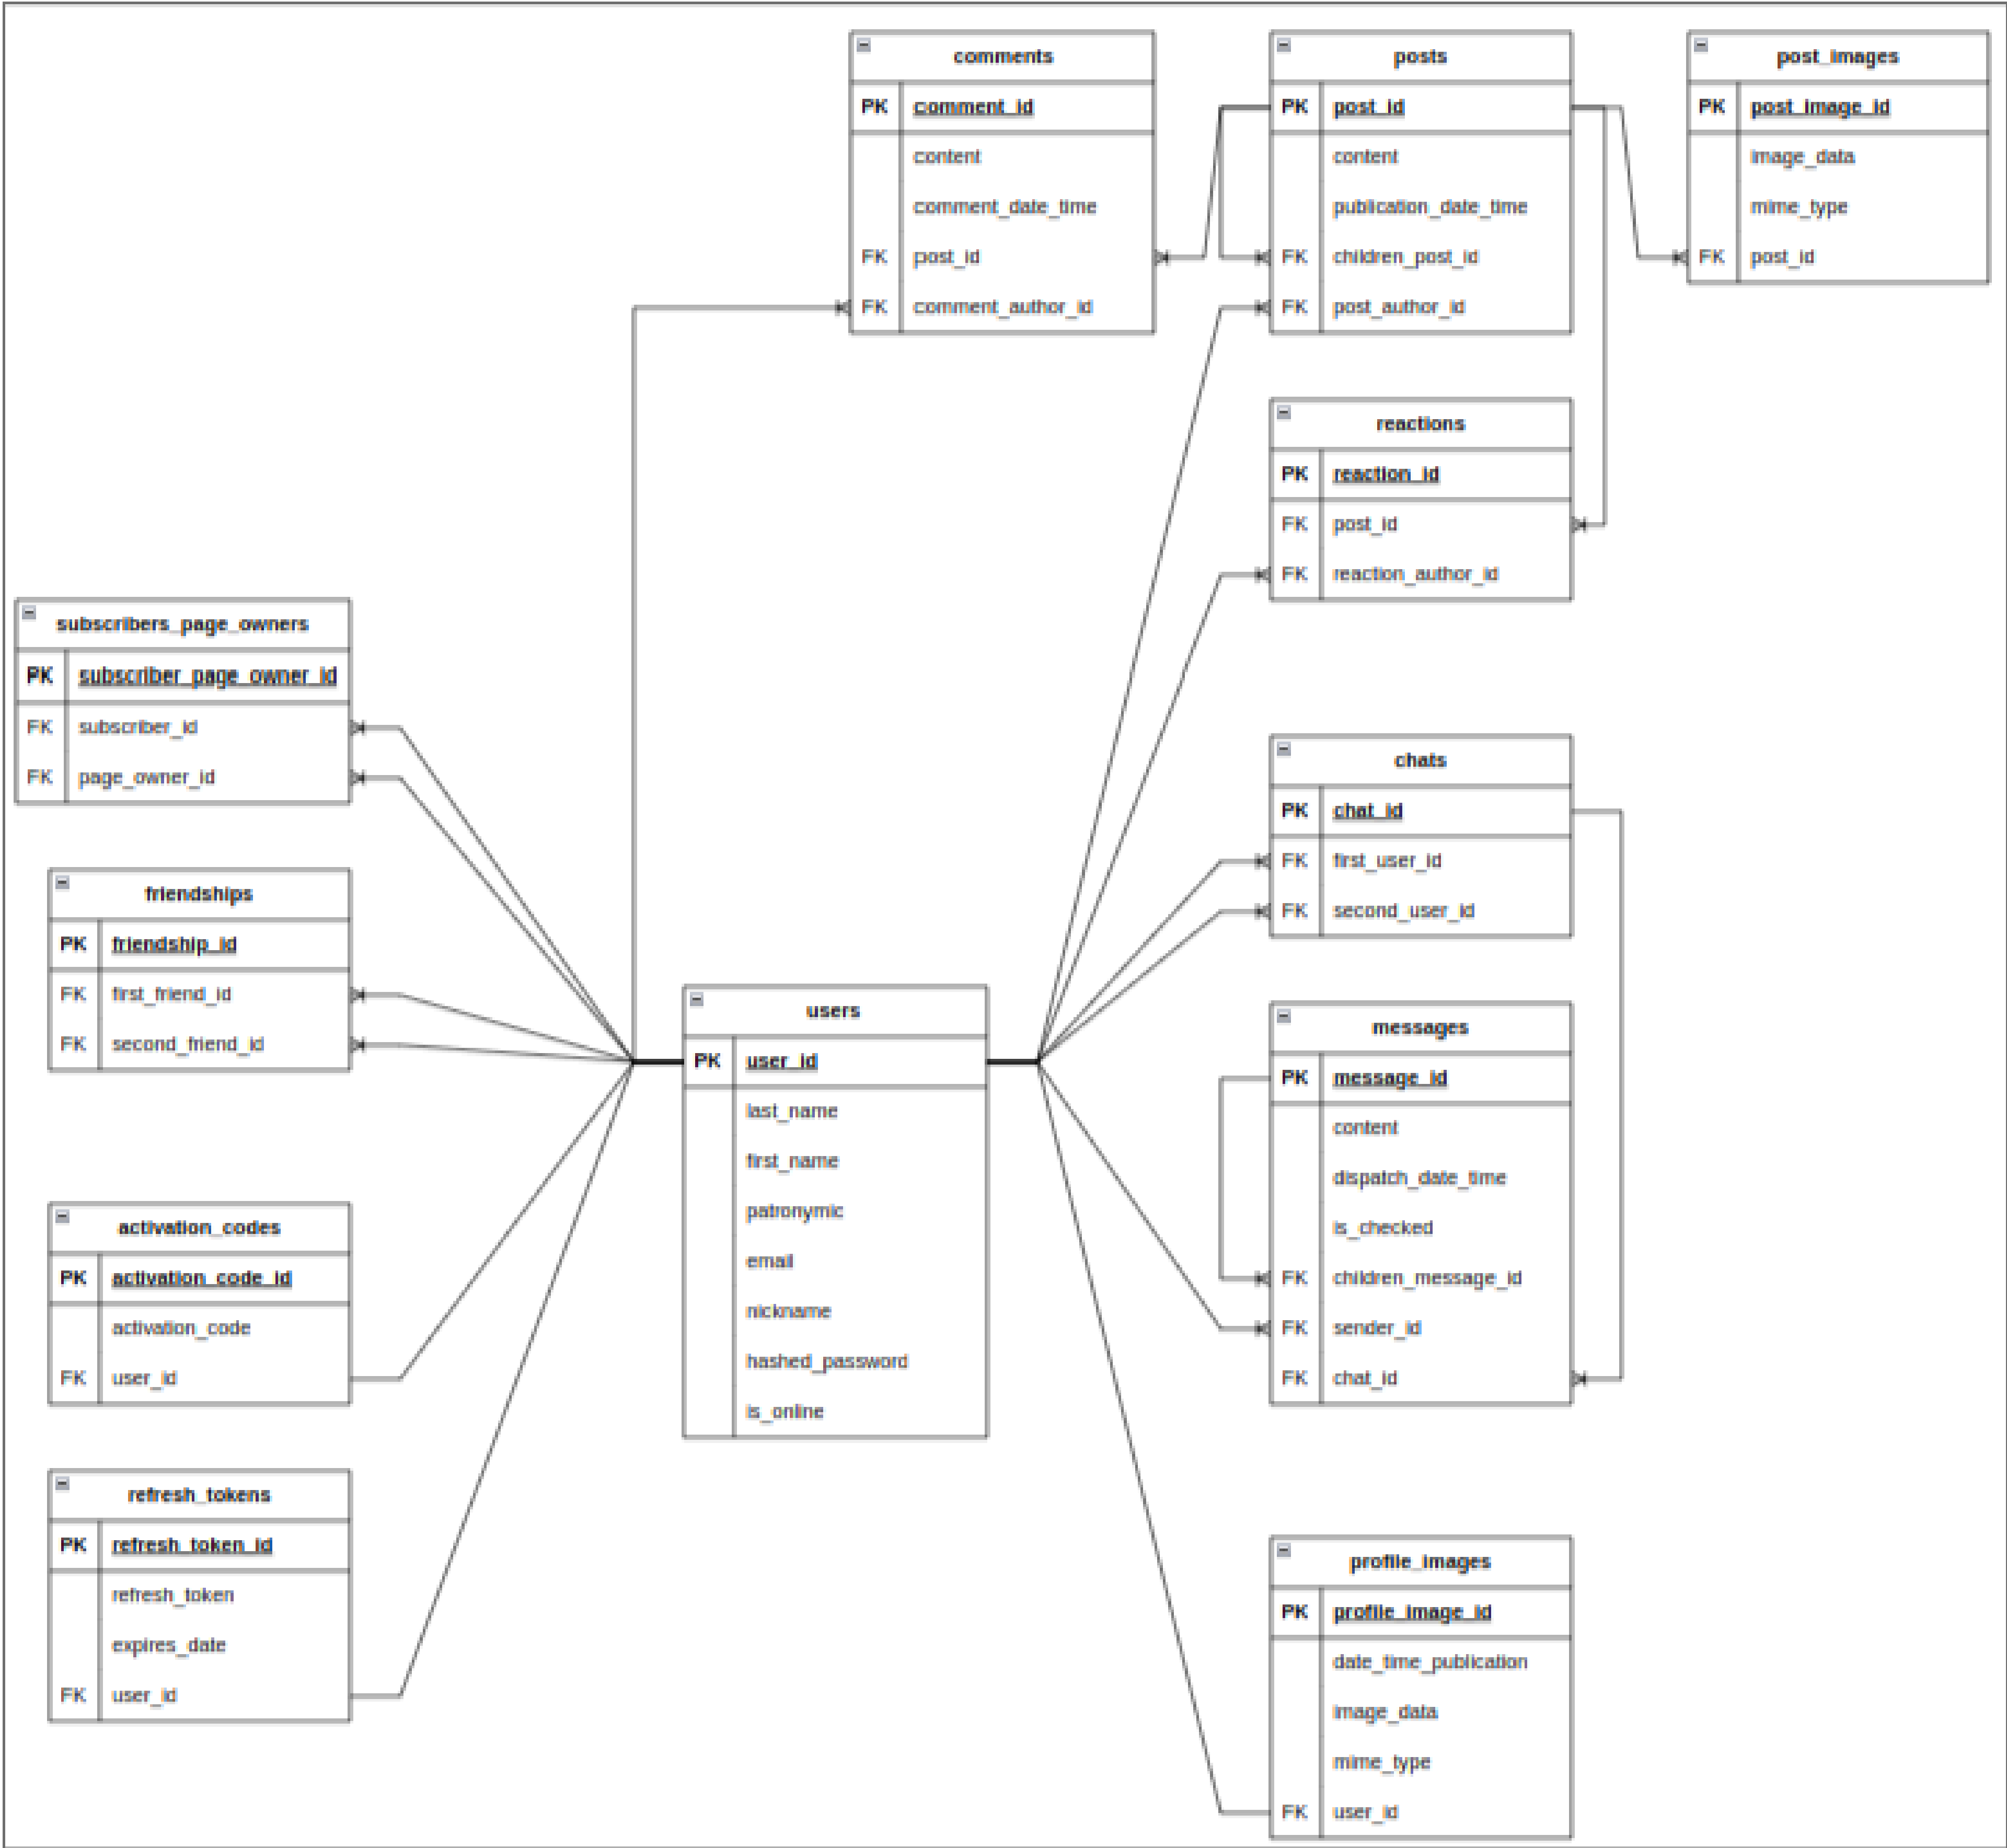 comments
PK comment_id
content
comment_date_time
FK post_id
FK comment_author_id
posts
PK post_id
content
publication_date_time
FK children_post_id
FK post_author_id
post_images
PK post_image_id
image_data
mime_type
FK post_id
reactions
PK reaction_id
FK post_id
FK reaction_author_id
subscribers_page_owners
PK subscriber_page_owner_id
FK subscriber_id
FK page_owner_id
friendships
PK friendship_id
FK first_friend_id
FK second_friend_id
activation_codes
PK activation_code_id
activation_code
FK user_id
refresh_tokens
PK refresh_token_id
refresh_token
expires_date
FK user_id
users
PK user_id
last_name
first_name
patronymic
email
nickname
hashed_password
is_online
chats
PK chat_id
FK first_user_id
FK second_user_id
messages
PK message_id
content
dispatch_date_time
is_checked
FK children_message_id
FK sender_id
FK chat_id
profile_images
PK profile_image_id
date_time_publication
image_data
mime_type
FK user_id